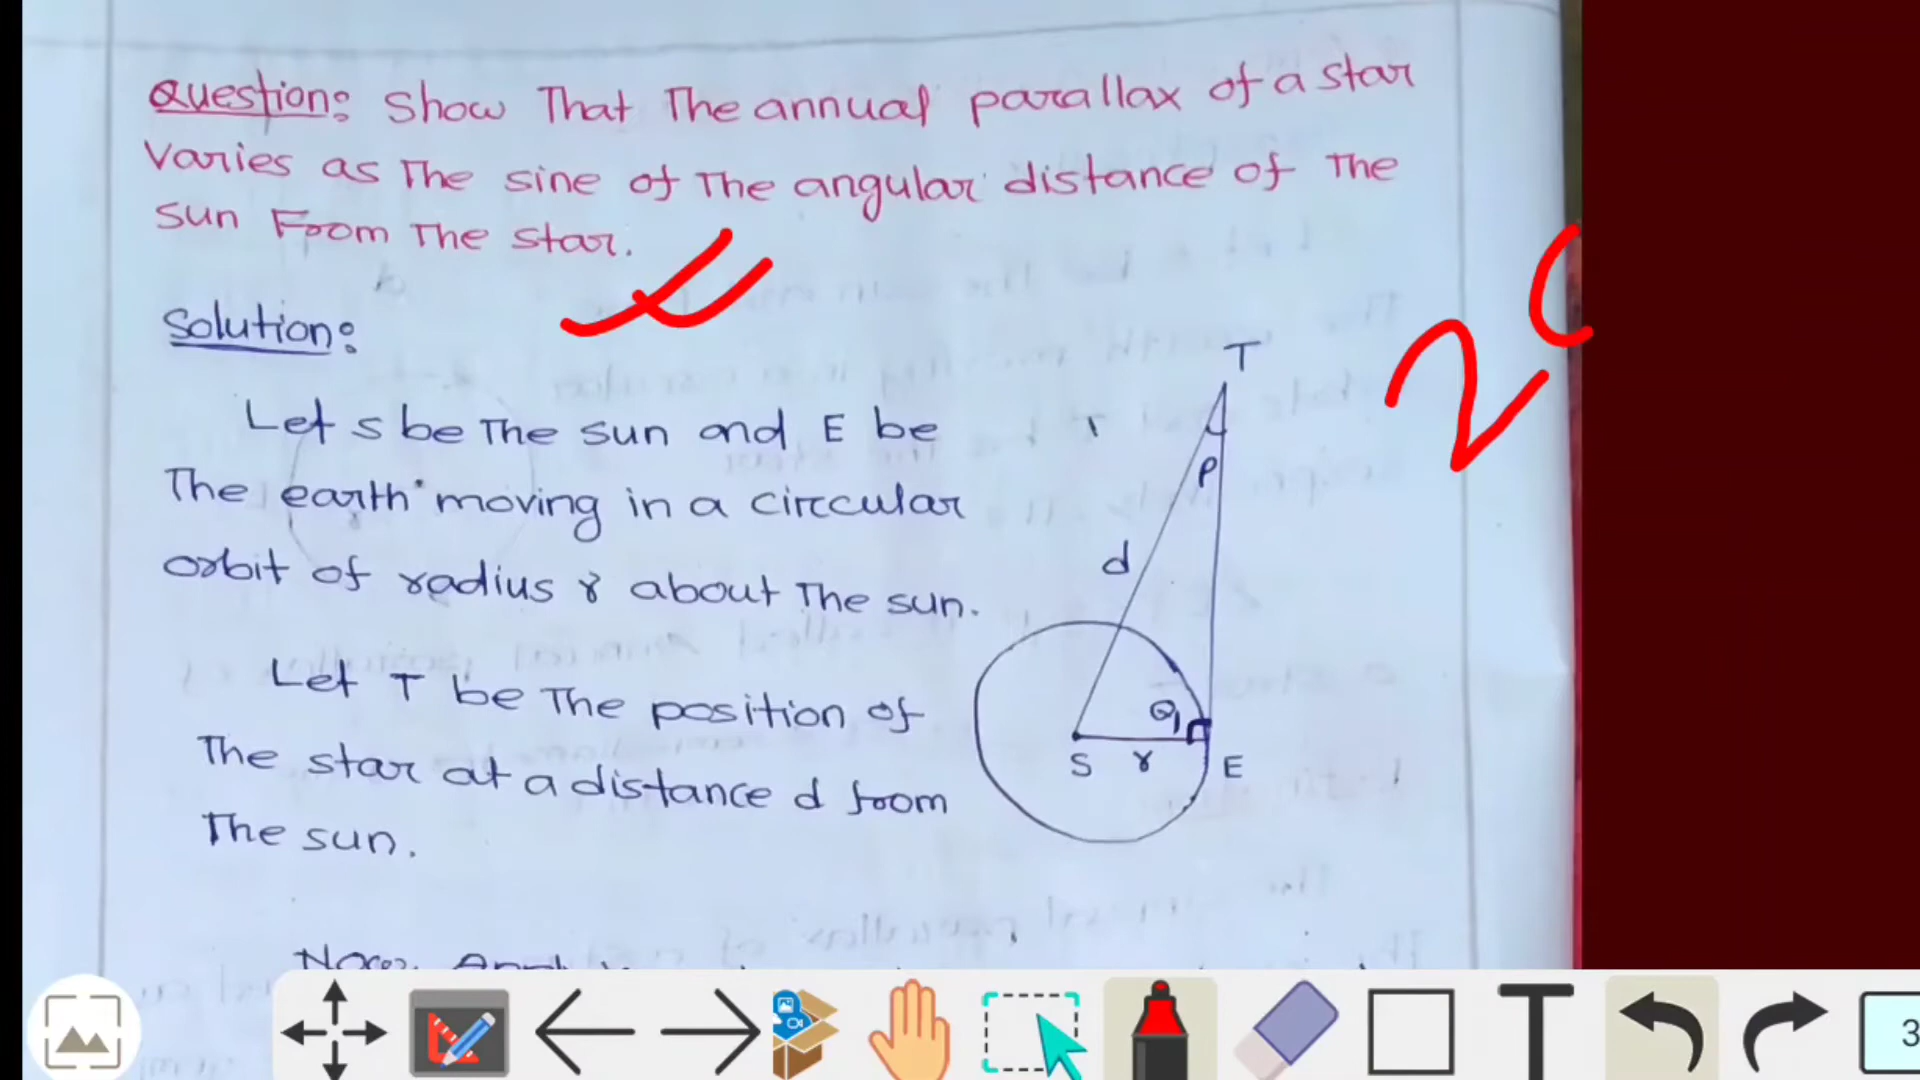 Question: Show That The annual parallax of a star
Varies as The sine of The angular distance of The
sun From The star.
Solution:
Let S be The sun and E be
The earth moving in a circular
orbit of radius r about The sun.
Let T be The position of
The star at a distance d from
The sun.
T
P
d
Q
S r E
2
T
3